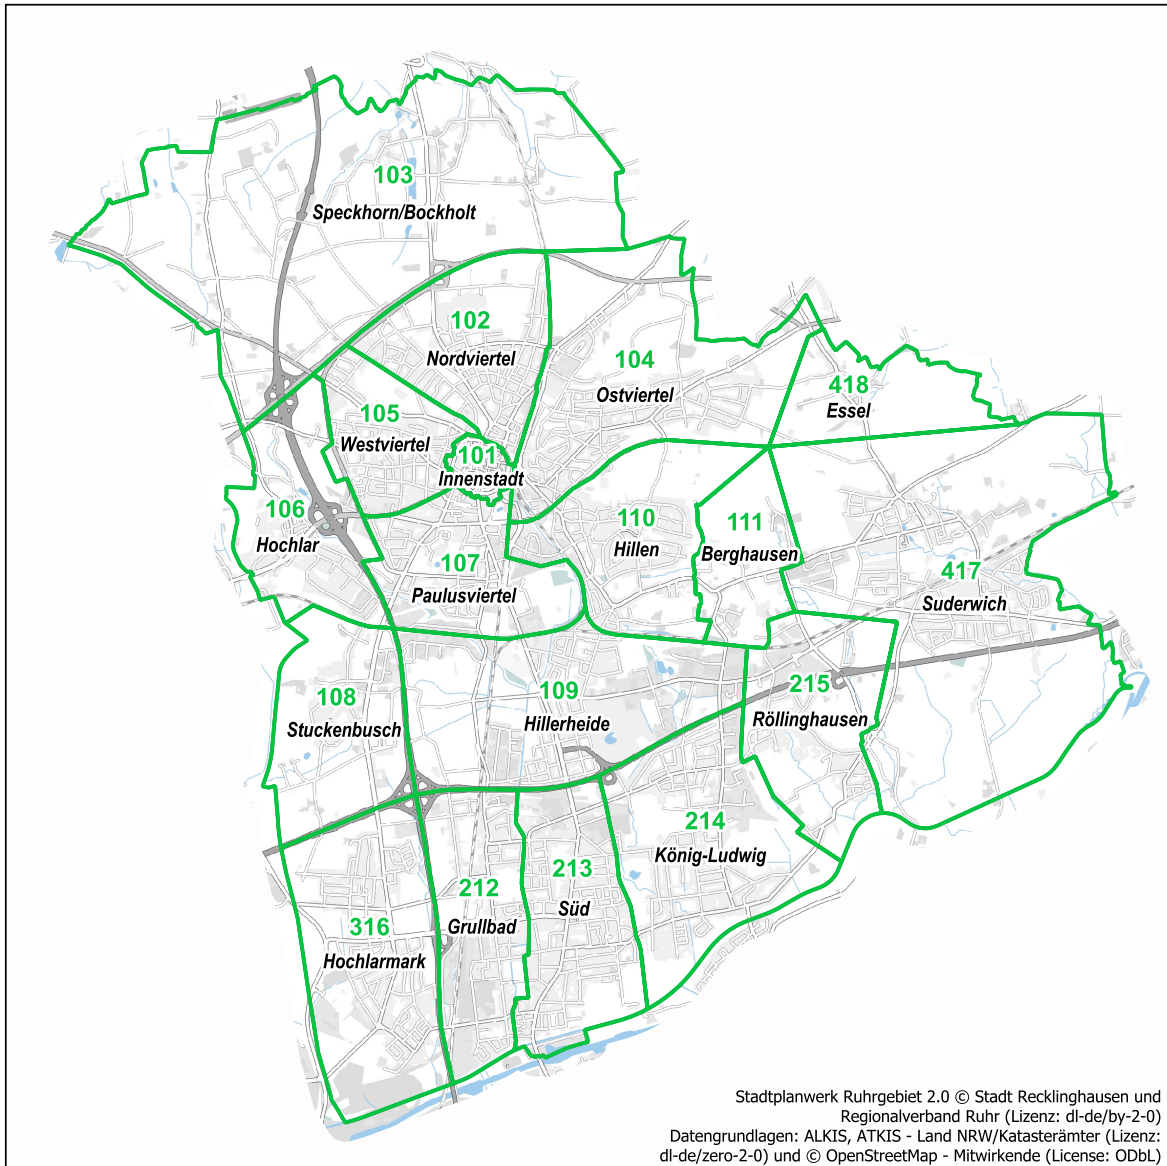 103
Speckhorn/Bockholt
102
Nordviertel
104
Ostviertel
418
Essel
105
Westviertel
101
Innenstadt
106
Hochlar
110
Hillen
111
Berghausen
107
Paulusviertel
417
Suderwich
108
Stuckenbusch
109
Hillerheide
215
Röllinghausen
214
König-Ludwig
213
Süd
212
Grullbad
316
Hochlarmark
Stadtplanwerk Ruhrgebiet 2.0 © Stadt Recklinghausen und
Regionalverband Ruhr (Lizenz: dl-de/by-2-0)
Datengrundlagen: ALKIS, ATKIS - Land NRW/Katasterämter (Lizenz:
dl-de/zero-2-0) und © OpenStreetMap - Mitwirkende (License: ODbL)